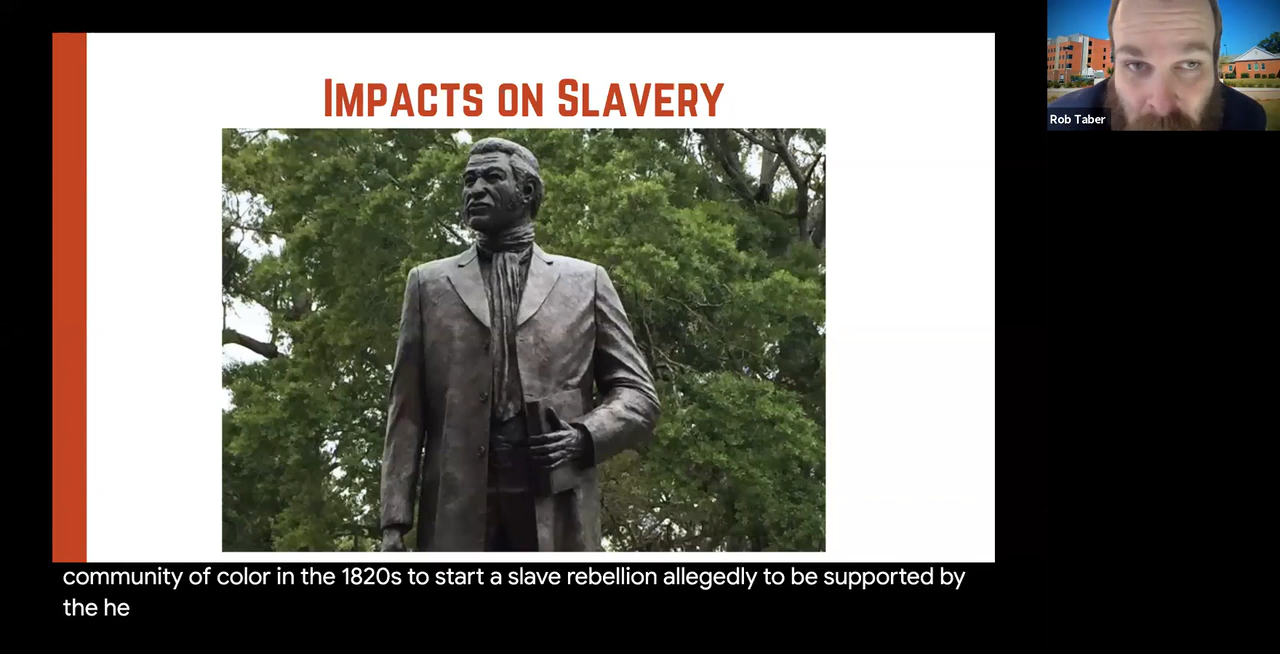 Impacts on Slavery
Rob Taber
community of color in the 1820s to start a slave rebellion allegedly to be supported by
the he